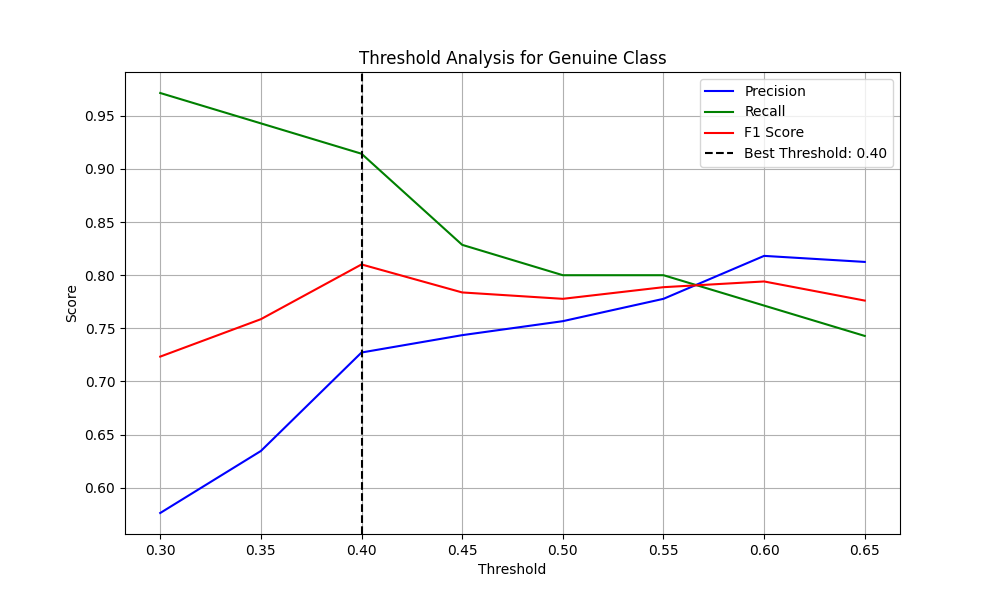 Threshold Analysis for Genuine Class
Precision
Recall
F1 Score
Best Threshold: 0.40
Score
0.95
0.90
0.85
0.80
0.75
0.70
0.65
0.60
0.30 0.35 0.40 0.45 0.50 0.55 0.60 0.65
Threshold